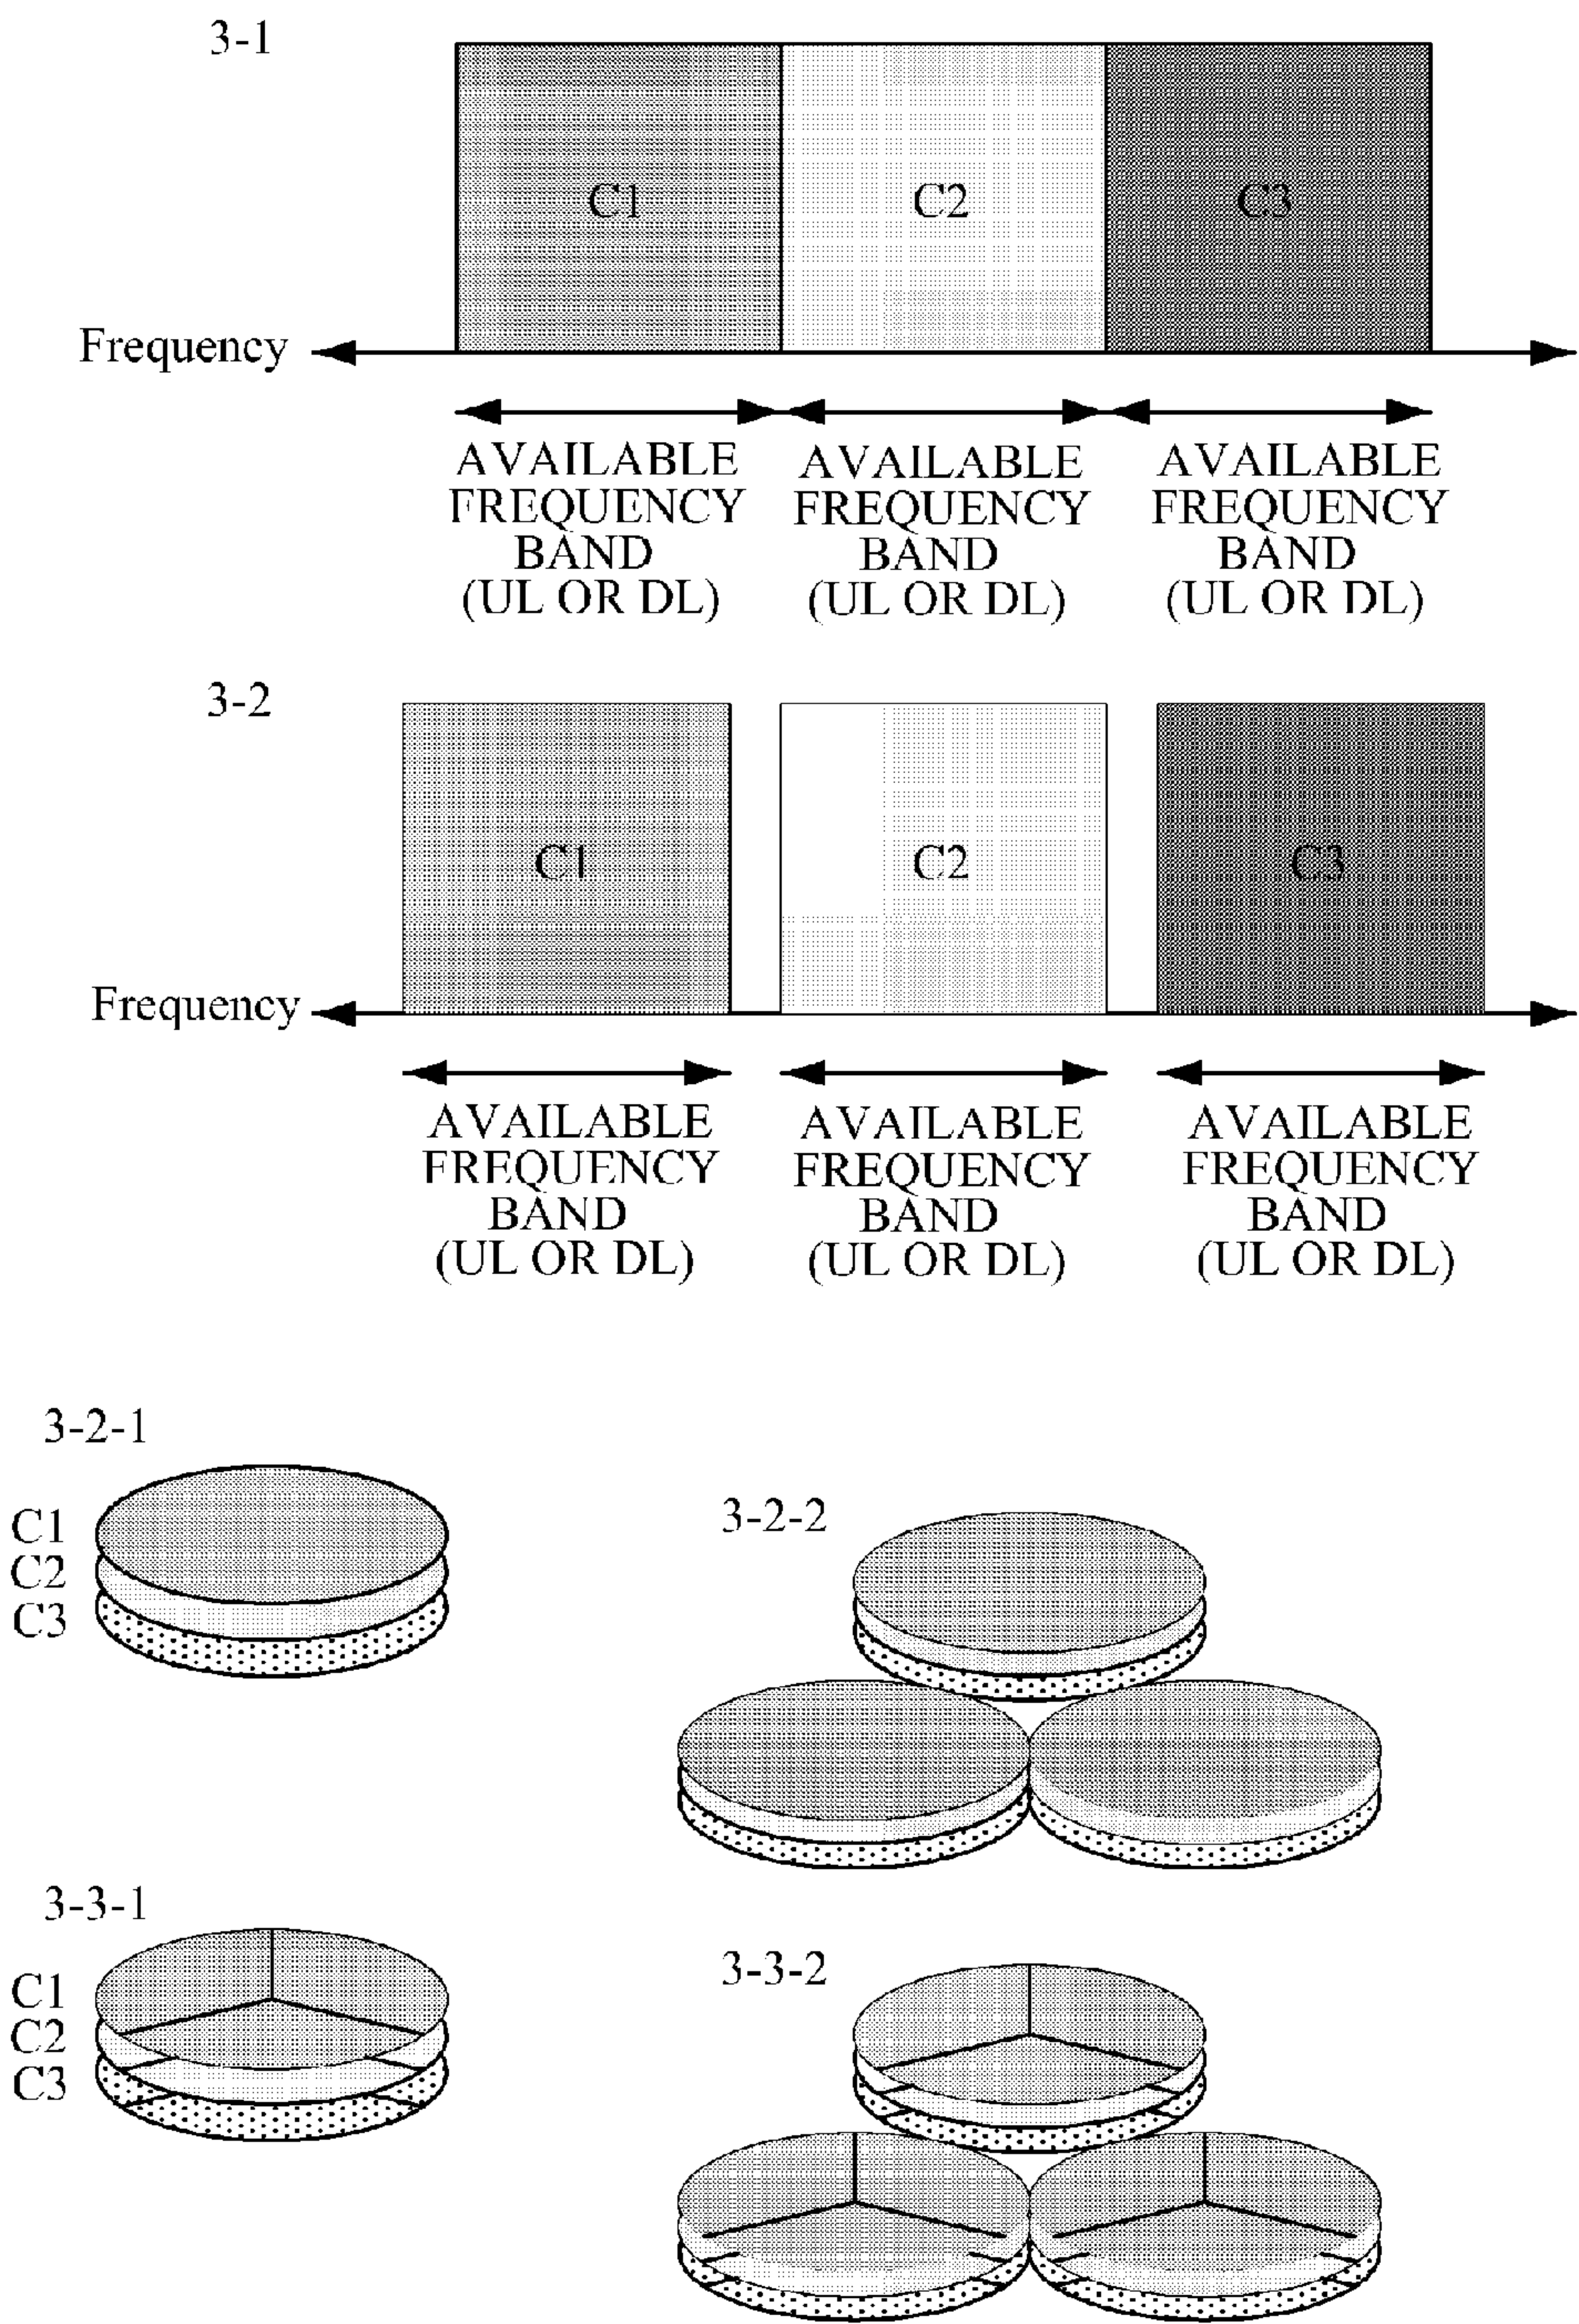 3-1
C1 C2 C3
Frequency
AVAILABLE FREQUENCY BAND (UL OR DL)
AVAILABLE FREQUENCY BAND (UL OR DL)
AVAILABLE FREQUENCY BAND (UL OR DL)
3-2
C1 C2 C3
Frequency
AVAILABLE FREQUENCY BAND (UL OR DL)
AVAILABLE FREQUENCY BAND (UL OR DL)
AVAILABLE FREQUENCY BAND (UL OR DL)
3-2-1
C1
C2
C3
3-2-2
3-3-1
C1
C2
C3
3-3-2